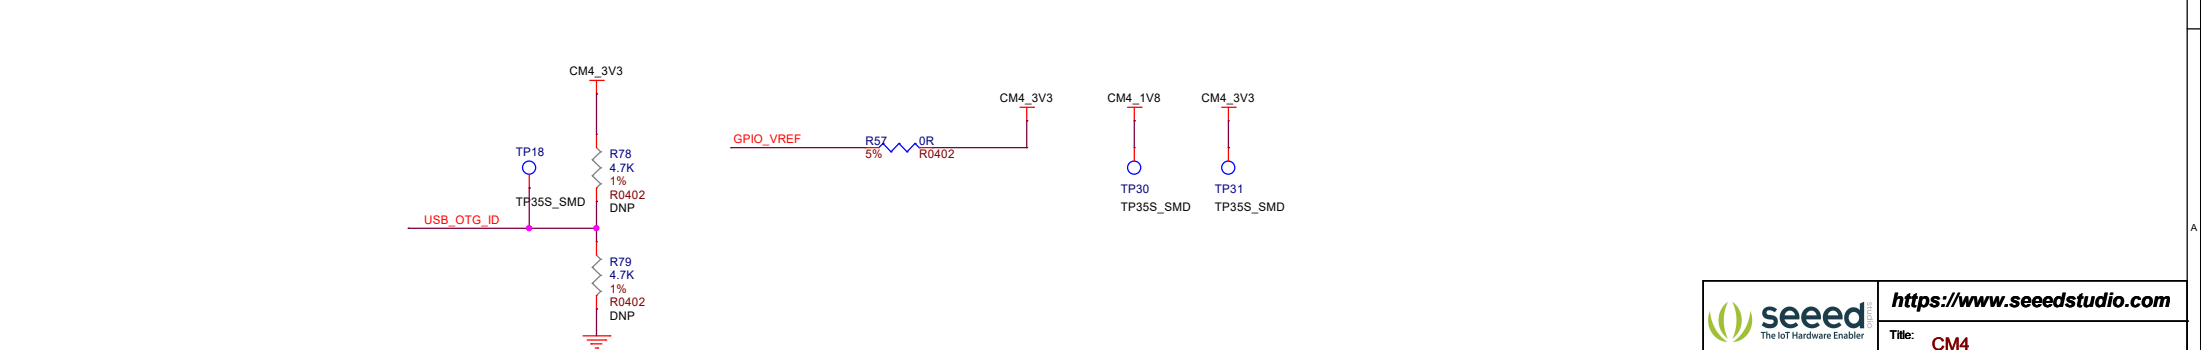 CM4_3V3
TP18
TP35S_SMD
R78
4.7K
1%
R0402
DNP
USB_OTG_ID
R79
4.7K
1%
R0402
DNP
GPIO_VREF
R57 0R
5% R0402
CM4_3V3
CM4_1V8
TP30
TP35S_SMD
CM4_3V3
TP31
TP35S_SMD
A
seeed studio
The IoT Hardware Enabler
https://www.seeedstudio.com
Title: CM4